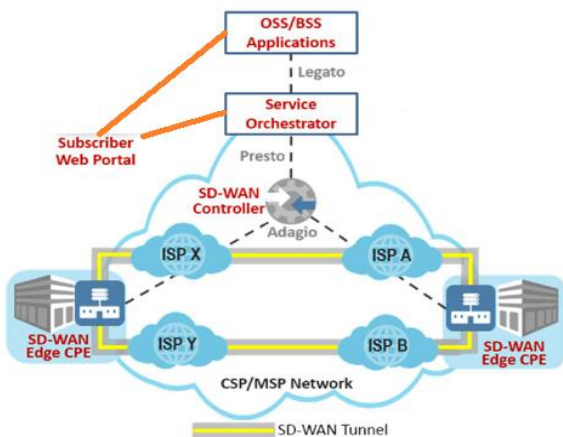 OSS/BSS
Applications
Legato
Service
Orchestrator
Subscriber
Web Portal
Presto
SD-WAN
Controller
Adagio
ISP X
ISP A
SD-WAN
Edge CPE
ISP Y
ISP B
SD-WAN
Edge CPE
CSP/MSP Network
SD-WAN Tunnel